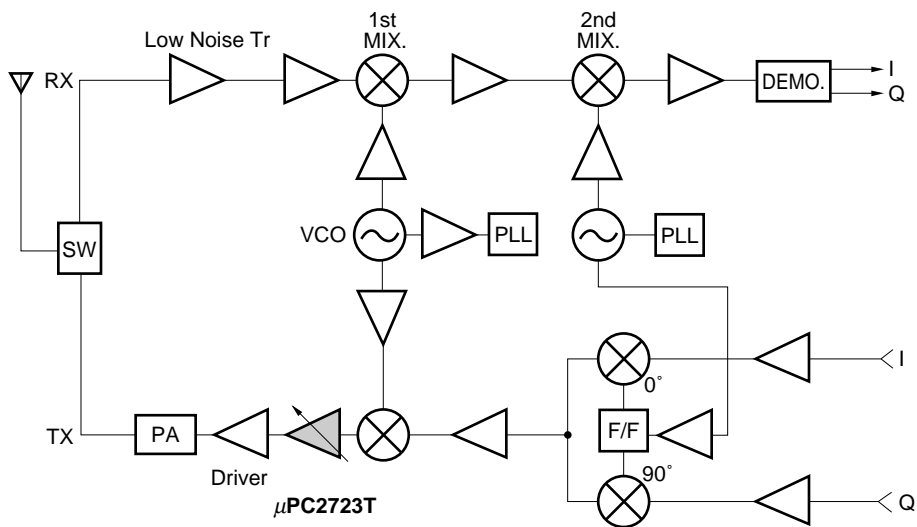 1st
MIX.
2nd
MIX.
Low Noise Tr
RX
DEMO.
I
Q
SW
VCO
PLL
PLL
0°
I
TX
PA
F/F
Driver
90°
μPC2723T
Q